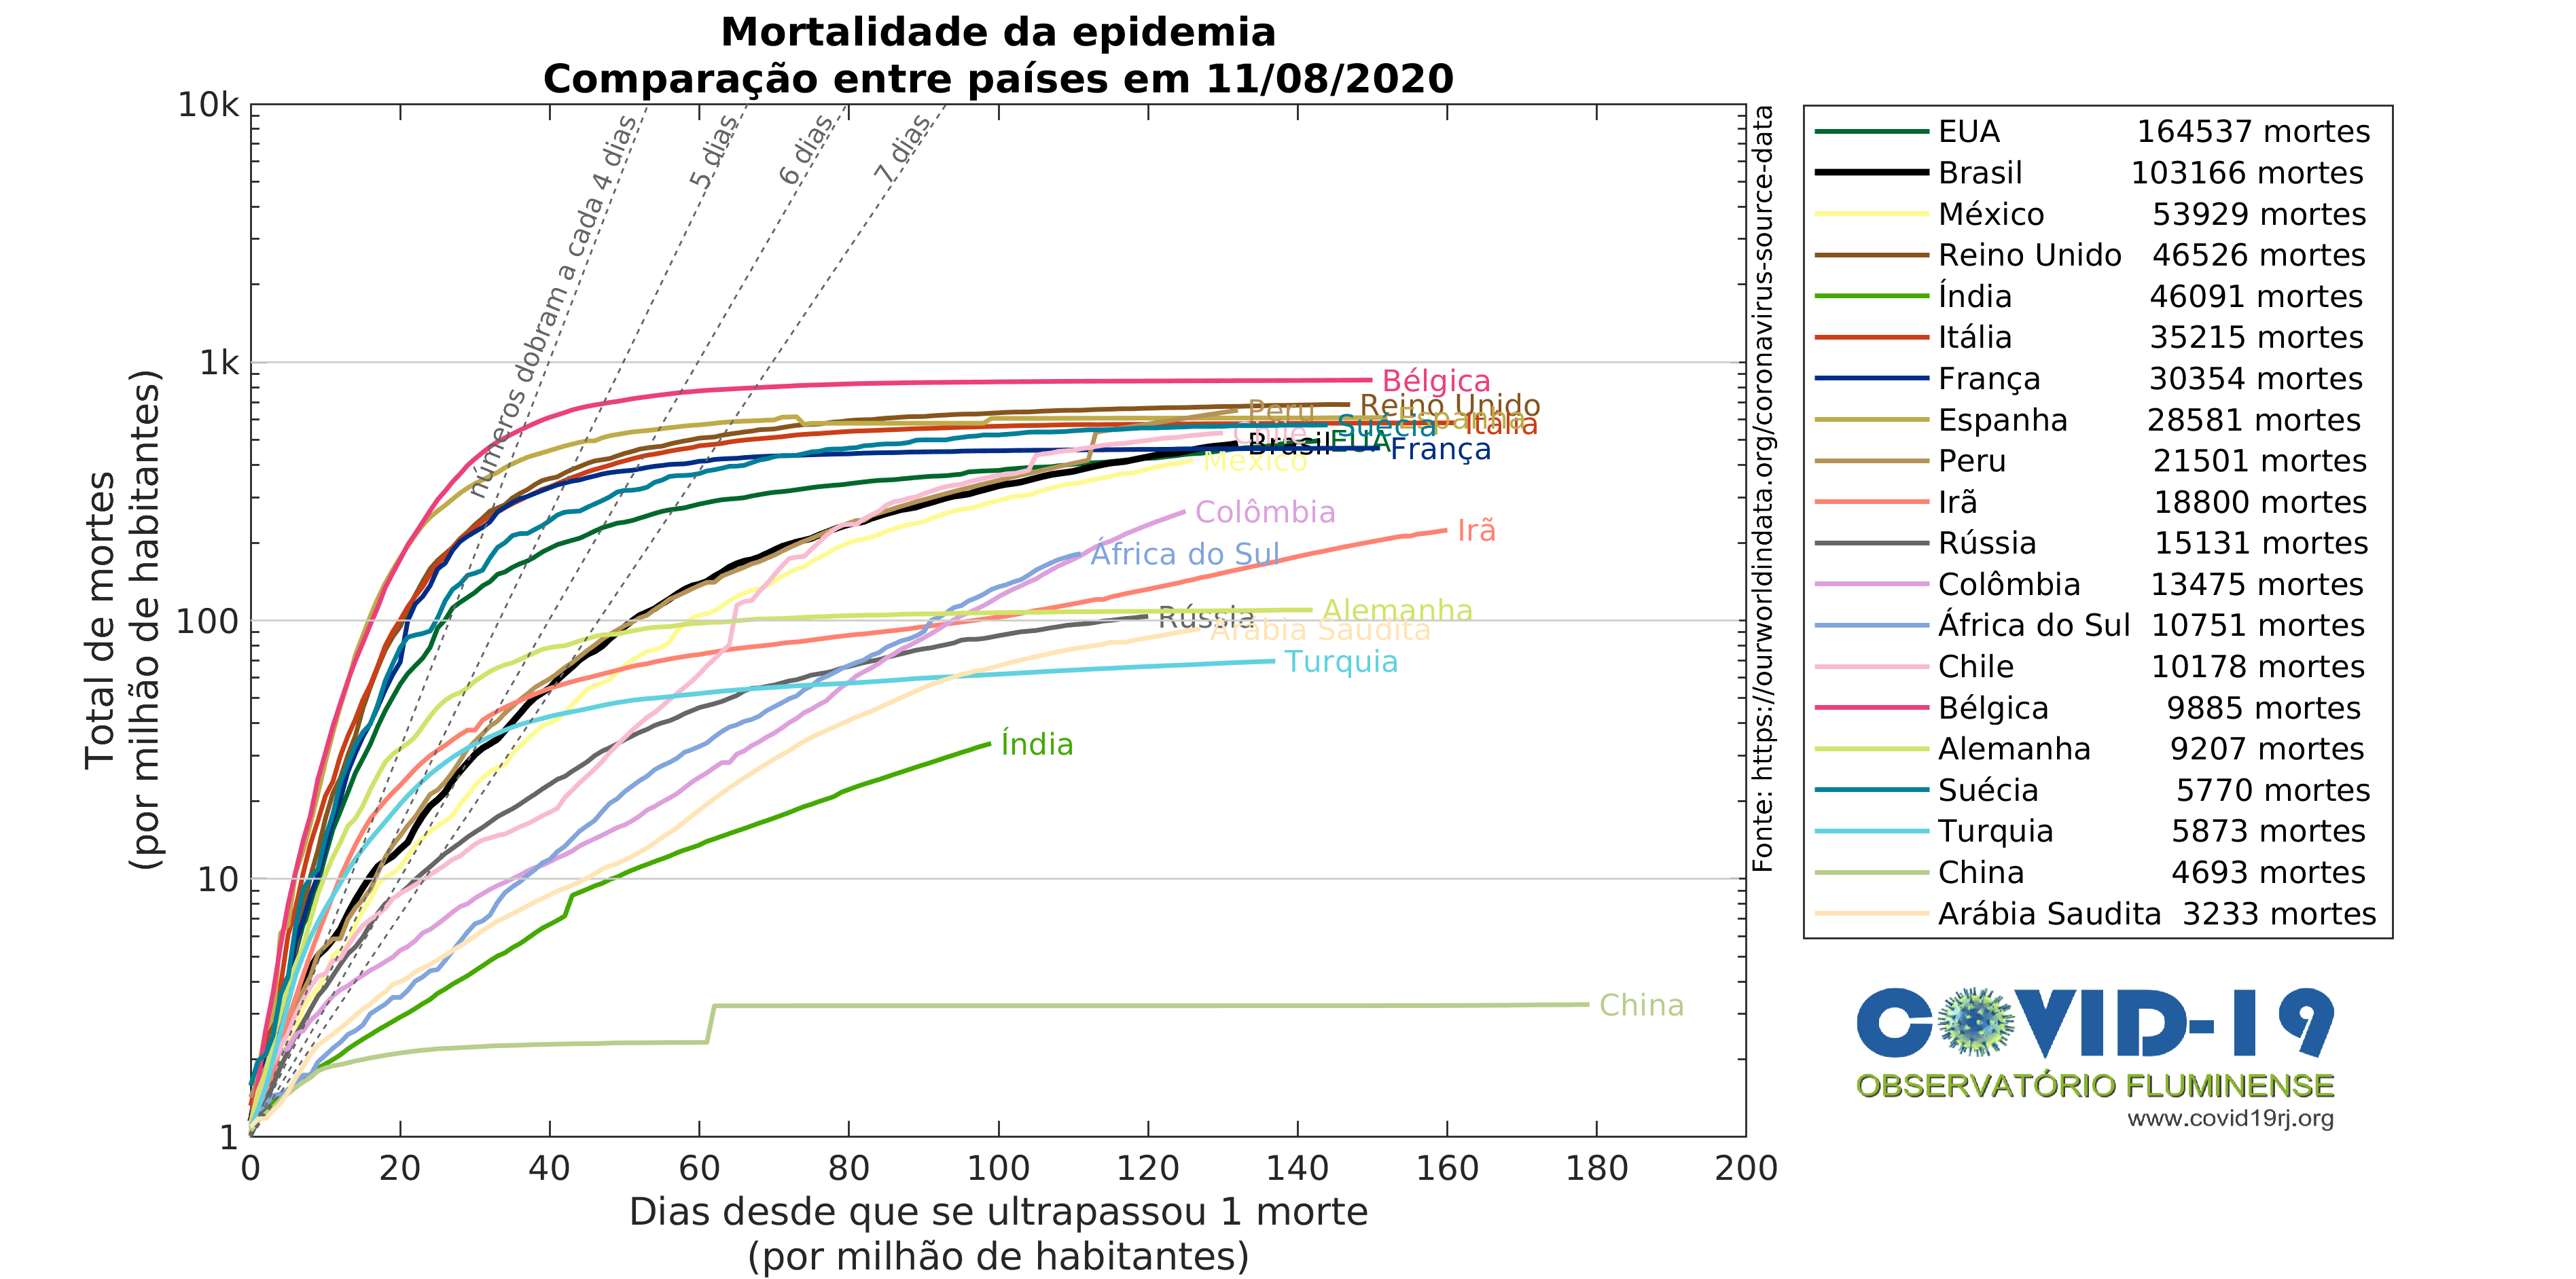 Mortalidade da epidemia
Comparação entre países em 11/08/2020
Total de mortes
(por milhão de habitantes)
10k
1k
100
10
1
0 20 40 60 80 100 120 140 160 180 200
Dias desde que se ultrapassou 1 morte
(por milhão de habitantes)
números dobram a cada 4 dias
5 dias
6 dias
7 dias
Bélgica
Reino Unido
Peru
Espanha
Itália
Suécia
Chile
Brasil
EUA
França
México
Colômbia
Irã
África do Sul
Alemanha
Rússia
Arábia Saudita
Turquia
Índia
China
Fonte: https://ourworldindata.org/coronavirus-source-data
EUA 164537 mortes
Brasil 103166 mortes
México 53929 mortes
Reino Unido 46526 mortes
Índia 46091 mortes
Itália 35215 mortes
França 30354 mortes
Espanha 28581 mortes
Peru 21501 mortes
Irã 18800 mortes
Rússia 15131 mortes
Colômbia 13475 mortes
África do Sul 10751 mortes
Chile 10178 mortes
Bélgica 9885 mortes
Alemanha 9207 mortes
Suécia 5770 mortes
Turquia 5873 mortes
China 4693 mortes
Arábia Saudita 3233 mortes
COVID-19
OBSERVATÓRIO FLUMINENSE
www.covid19rj.org